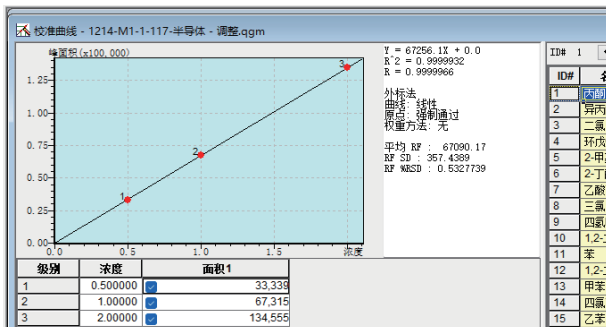 校准曲线 - 1214-M1-1-117-半导体 - 调整.qgm
峰面积(x100,000)
1.25
1.00
0.75
0.50
0.25
0.00
0.0 0.5 1.0 1.5 浓度
1
2
3
Y = 67256.1X + 0.0
R^2 = 0.9999932
R = 0.9999966
外标法
曲线: 线性
原点: 强制通过
权重方法: 无
平均 RF : 67090.17
RF SD : 357.4389
RF %RSD : 0.5327739
级别 浓度 面积1
1 0.500000 33,339
2 1.00000 67,315
3 2.00000 134,555
ID# 1
ID#
1 丙酮
2 异丙
3 二氯
4 环戊
5 2-甲
6 2-丁
7 乙酸
8 三氯
9 四氢
10 1,2-
11 苯
12 1,2-
13 甲苯
14 四氯
15 乙苯